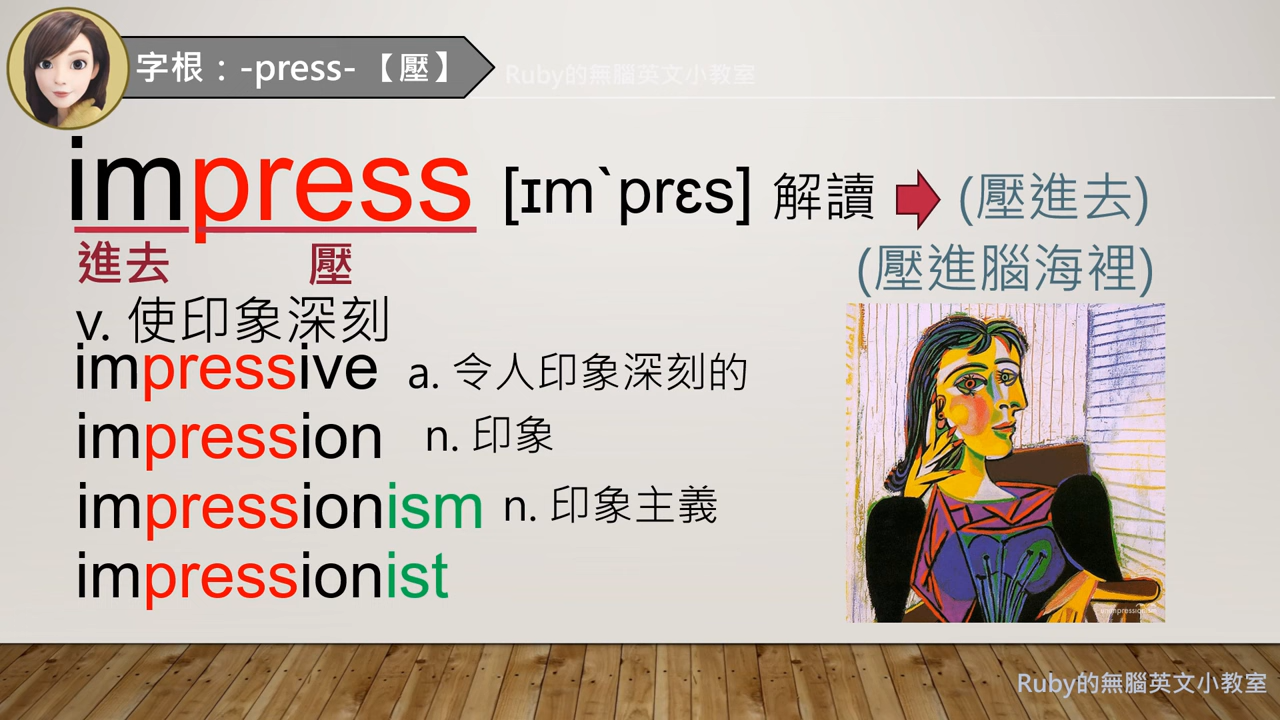 字根：-press-【壓】
Ruby的無腦英文小教室
impress [ɪm`prɛs] 解讀 (壓進去)
進去 壓 (壓進腦海裡)
v. 使印象深刻
impressive a. 令人印象深刻的
impression n. 印象
impressionism n. 印象主義
impressionist
Ruby的無腦英文小教室